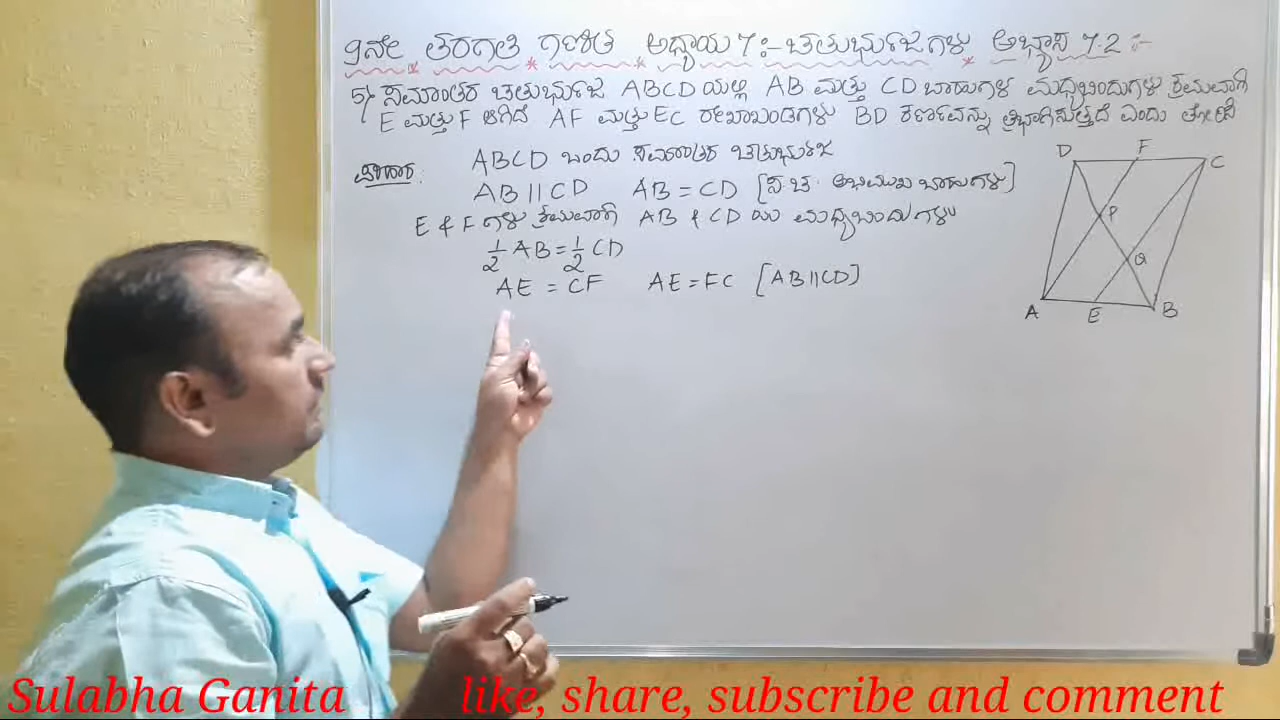 9ನೇ ತರಗತಿ ಗಣಿತ ಅಧ್ಯಾಯ 7:- ಚತುರ್ಭುಜಗಳು ಅಭ್ಯಾಸ 7.2 :-
5) ಸಮಾಂತರ ಚತುರ್ಭುಜ ABCD ಯಲ್ಲಿ AB ಮತ್ತು CD ಬಾಹುಗಳ ಮಧ್ಯಬಿಂದುಗಳು ಕ್ರಮವಾಗಿ
E ಮತ್ತು F ಆಗಿದೆ AF ಮತ್ತು EC ರೇಖಾಖಂಡಗಳು BD ಕರ್ಣವನ್ನು ತ್ರಿಭಾಗಿಸುತ್ತದೆ ಎಂದು ತೋರಿಸಿ
ABCD ಒಂದು ಸಮಾಂತರ ಚತುರ್ಭುಜ
AB || CD AB = CD [ಸ.ಚ. ಅಭಿಮುಖ ಬಾಹುಗಳು]
E & F ಗಳು ಕ್ರಮವಾಗಿ AB & CD ಯ ಮಧ್ಯಬಿಂದುಗಳು
1/2 AB = 1/2 CD
AE = CF AE = FC [AB || CD]
D F C
P
Q
A E B
Sulabha Ganita like, share, subscribe and comment